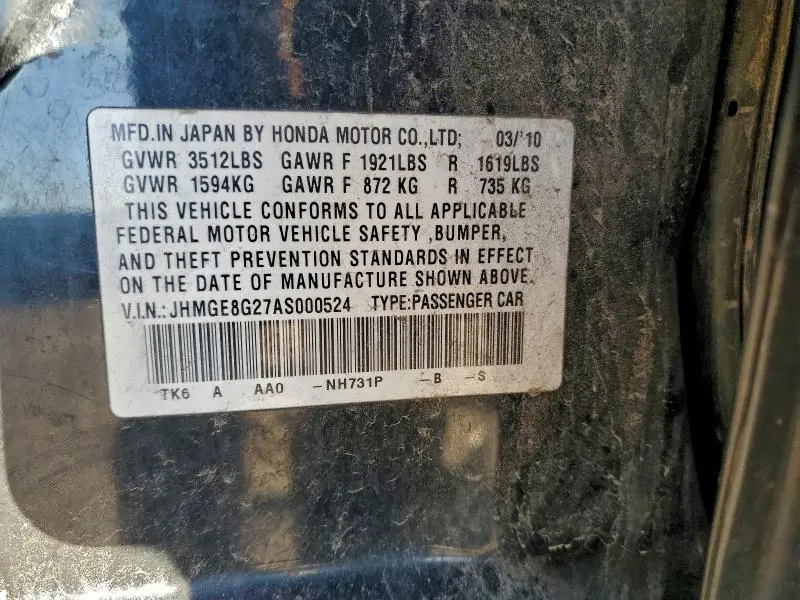 MFD.IN JAPAN BY HONDA MOTOR CO.,LTD; 03/'10
GVWR 3512LBS GAWR F 1921LBS R 1619LBS
GVWR 1594KG GAWR F 872 KG R 735 KG
THIS VEHICLE CONFORMS TO ALL APPLICABLE
FEDERAL MOTOR VEHICLE SAFETY ,BUMPER,
AND THEFT PREVENTION STANDARDS IN EFFECT
ON THE DATE OF MANUFACTURE SHOWN ABOVE.
V.I.N.: JHMGE8G27AS000524 TYPE:PASSENGER CAR
TK6 A AA0 -NH731P -B -S